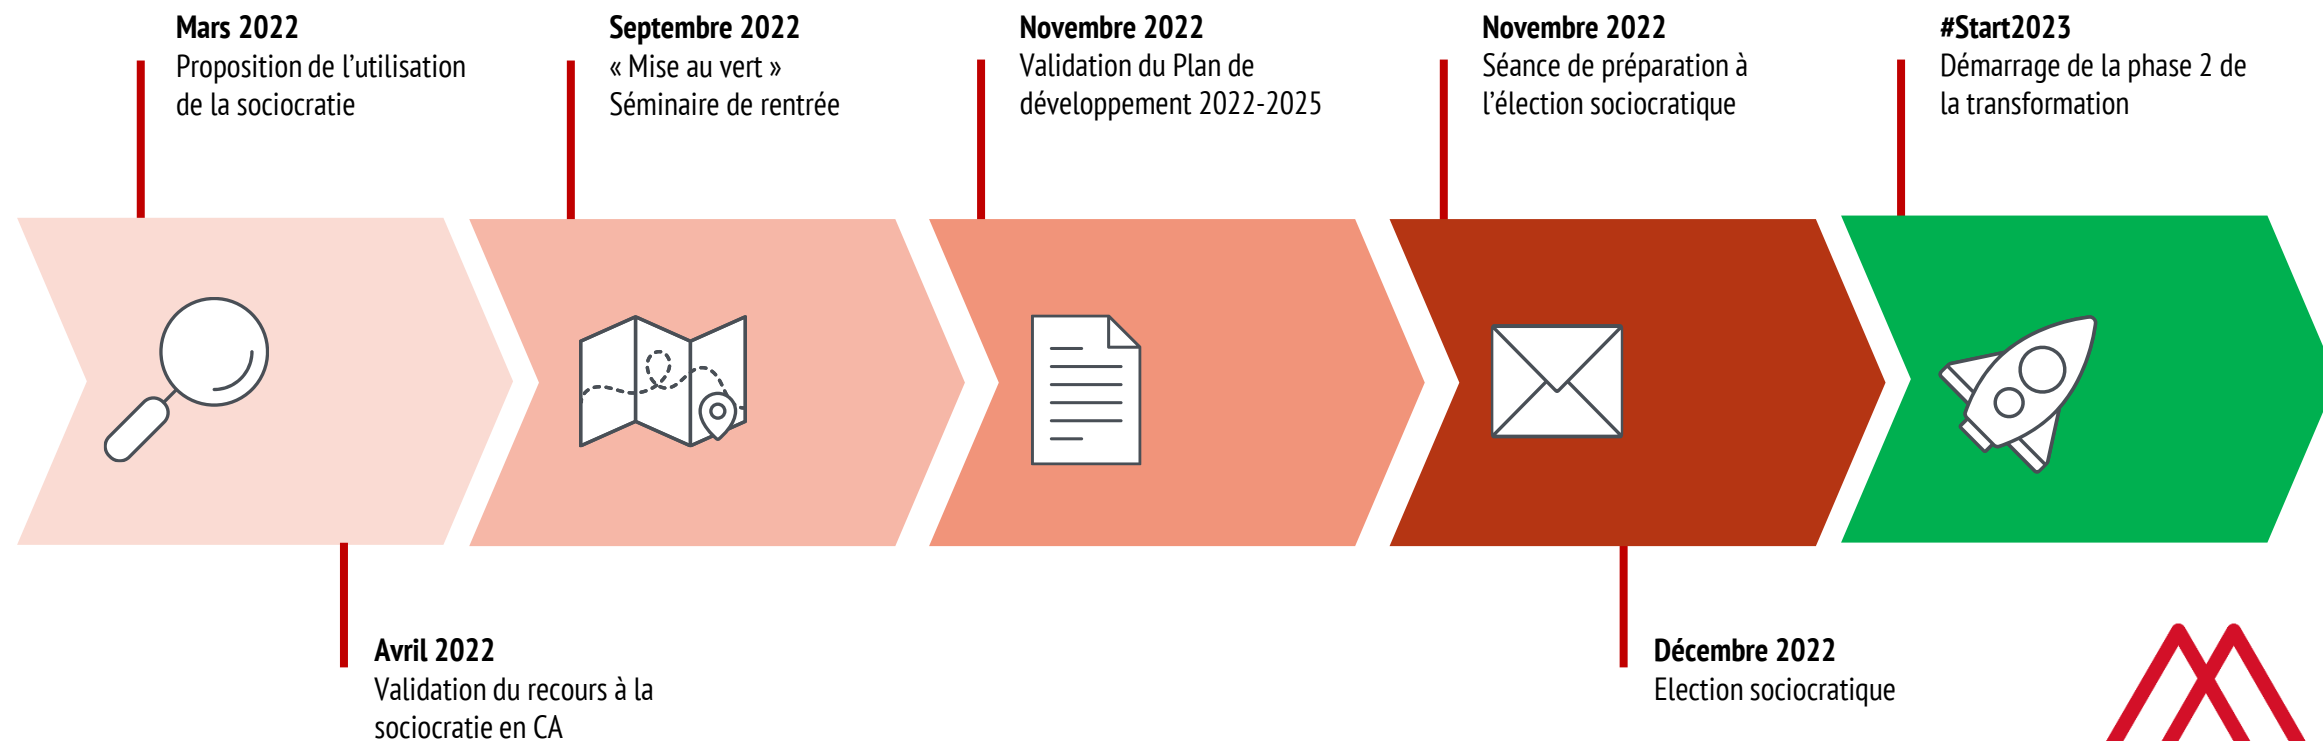 Mars 2022
Proposition de l’utilisation
de la sociocratie
Septembre 2022
« Mise au vert »
Séminaire de rentrée
Novembre 2022
Validation du Plan de
développement 2022-2025
Novembre 2022
Séance de préparation à
l’élection sociocratique
#Start2023
Démarrage de la phase 2 de
la transformation
Avril 2022
Validation du recours à la
sociocratie en CA
Décembre 2022
Election sociocratique